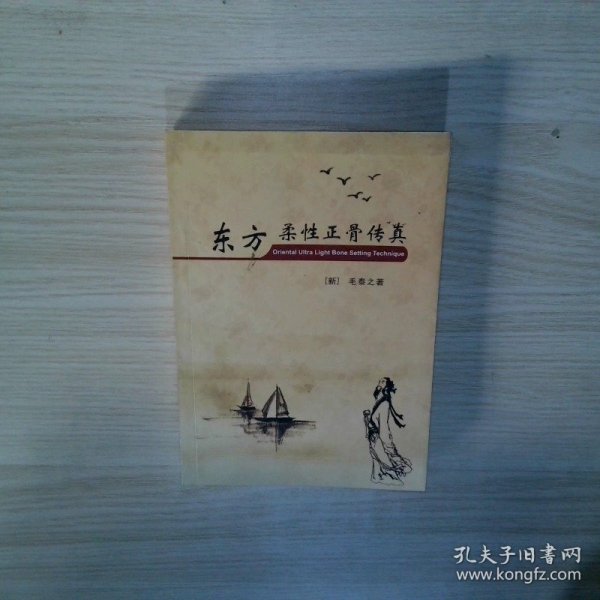 东方 柔性正骨传真
Oriental Ultra Light Bone Setting Technique
[新] 毛泰之著
孔夫子旧书网
www.kongfz.com